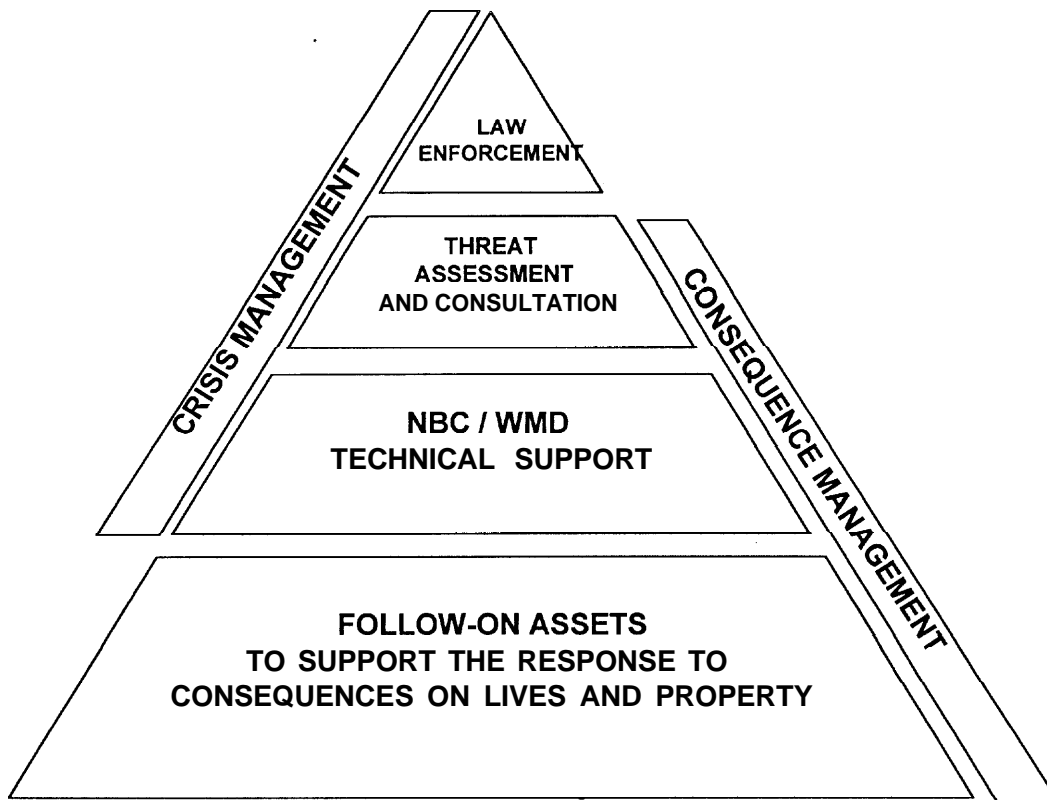 LAW
ENFORCEMENT
CRISIS MANAGEMENT
THREAT
ASSESSMENT
AND CONSULTATION
CONSEQUENCE MANAGEMENT
NBC / WMD
TECHNICAL SUPPORT
FOLLOW-ON ASSETS
TO SUPPORT THE RESPONSE TO
CONSEQUENCES ON LIVES AND PROPERTY